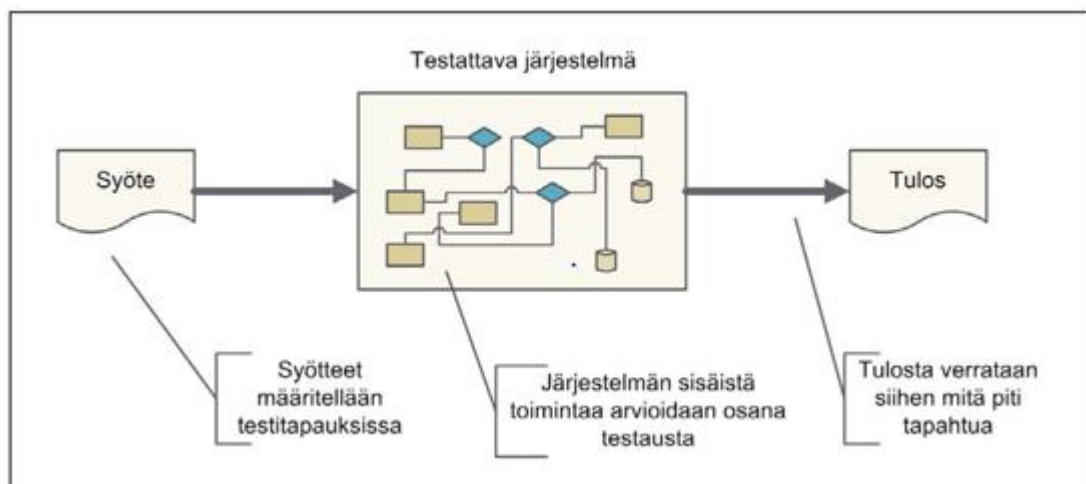 Testattava järjestelmä
Syöte
Tulos
Syötteet
määritellään
testitapauksissa
Järjestelmän sisäistä
toimintaa arvioidaan osana
testausta
Tulosta verrataan
siihen mitä piti
tapahtua